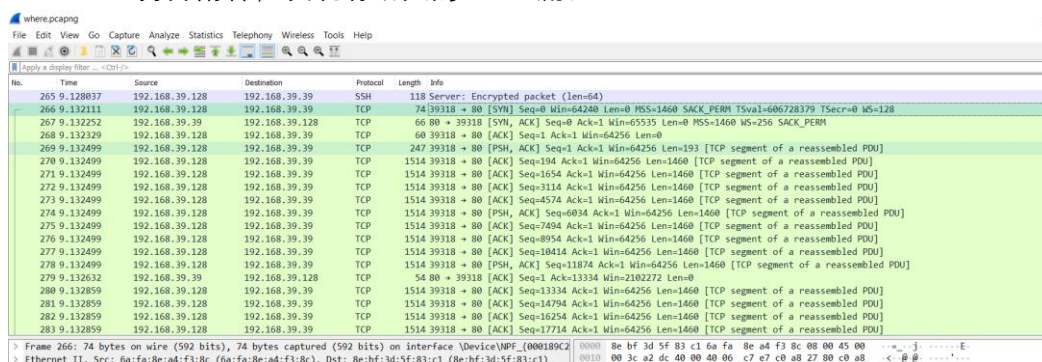 where.pcapng
File Edit View Go Capture Analyze Statistics Telephony Wireless Tools Help
Apply a display filter ... <Ctrl-/>
No. Time Source Destination Protocol Length Info
265 9.128037 192.168.39.128 192.168.39.39 SSH 118 Server: Encrypted packet (len=64)
266 9.132111 192.168.39.128 192.168.39.39 TCP 74 39318 → 80 [SYN] Seq=0 Win=64240 Len=0 MSS=1460 SACK_PERM TSval=606728379 TSecr=0 WS=128
267 9.132252 192.168.39.39 192.168.39.128 TCP 66 80 → 39318 [SYN, ACK] Seq=0 Ack=1 Win=65535 Len=0 MSS=1460 WS=256 SACK_PERM
268 9.132329 192.168.39.128 192.168.39.39 TCP 60 39318 → 80 [ACK] Seq=1 Ack=1 Win=64256 Len=0
269 9.132499 192.168.39.128 192.168.39.39 TCP 247 39318 → 80 [PSH, ACK] Seq=1 Ack=1 Win=64256 Len=193 [TCP segment of a reassembled PDU]
270 9.132499 192.168.39.128 192.168.39.39 TCP 1514 39318 → 80 [ACK] Seq=194 Ack=1 Win=64256 Len=1460 [TCP segment of a reassembled PDU]
271 9.132499 192.168.39.128 192.168.39.39 TCP 1514 39318 → 80 [ACK] Seq=1654 Ack=1 Win=64256 Len=1460 [TCP segment of a reassembled PDU]
272 9.132499 192.168.39.128 192.168.39.39 TCP 1514 39318 → 80 [ACK] Seq=3114 Ack=1 Win=64256 Len=1460 [TCP segment of a reassembled PDU]
273 9.132499 192.168.39.128 192.168.39.39 TCP 1514 39318 → 80 [ACK] Seq=4574 Ack=1 Win=64256 Len=1460 [TCP segment of a reassembled PDU]
274 9.132499 192.168.39.128 192.168.39.39 TCP 1514 39318 → 80 [PSH, ACK] Seq=6034 Ack=1 Win=64256 Len=1460 [TCP segment of a reassembled PDU]
275 9.132499 192.168.39.128 192.168.39.39 TCP 1514 39318 → 80 [ACK] Seq=7494 Ack=1 Win=64256 Len=1460 [TCP segment of a reassembled PDU]
276 9.132499 192.168.39.128 192.168.39.39 TCP 1514 39318 → 80 [ACK] Seq=8954 Ack=1 Win=64256 Len=1460 [TCP segment of a reassembled PDU]
277 9.132499 192.168.39.128 192.168.39.39 TCP 1514 39318 → 80 [ACK] Seq=10414 Ack=1 Win=64256 Len=1460 [TCP segment of a reassembled PDU]
278 9.132499 192.168.39.128 192.168.39.39 TCP 1514 39318 → 80 [PSH, ACK] Seq=11874 Ack=1 Win=64256 Len=1460 [TCP segment of a reassembled PDU]
279 9.132632 192.168.39.39 192.168.39.128 TCP 54 80 → 39318 [ACK] Seq=1 Ack=13334 Win=2102272 Len=0
280 9.132859 192.168.39.128 192.168.39.39 TCP 1514 39318 → 80 [ACK] Seq=13334 Ack=1 Win=64256 Len=1460 [TCP segment of a reassembled PDU]
281 9.132859 192.168.39.128 192.168.39.39 TCP 1514 39318 → 80 [ACK] Seq=14794 Ack=1 Win=64256 Len=1460 [TCP segment of a reassembled PDU]
282 9.132859 192.168.39.128 192.168.39.39 TCP 1514 39318 → 80 [ACK] Seq=16254 Ack=1 Win=64256 Len=1460 [TCP segment of a reassembled PDU]
283 9.132859 192.168.39.128 192.168.39.39 TCP 1514 39318 → 80 [ACK] Seq=17714 Ack=1 Win=64256 Len=1460 [TCP segment of a reassembled PDU]
> Frame 266: 74 bytes on wire (592 bits), 74 bytes captured (592 bits) on interface \Device\NPF_{000189C2 0000 8e bf 3d 5f 83 c1 6a fa 8e a4 f3 8c 08 00 45 00 ··=_··j· ······E·
> Ethernet II, Src: 6a:fa:8e:a4:f3:8c (6a:fa:8e:a4:f3:8c), Dst: 8e:bf:3d:5f:83:c1 (8e:bf:3d:5f:83:c1) 0010 00 3c a2 dc 40 00 40 06 c7 e7 c0 a8 27 80 c0 a8 ·<··@·@· ····'···